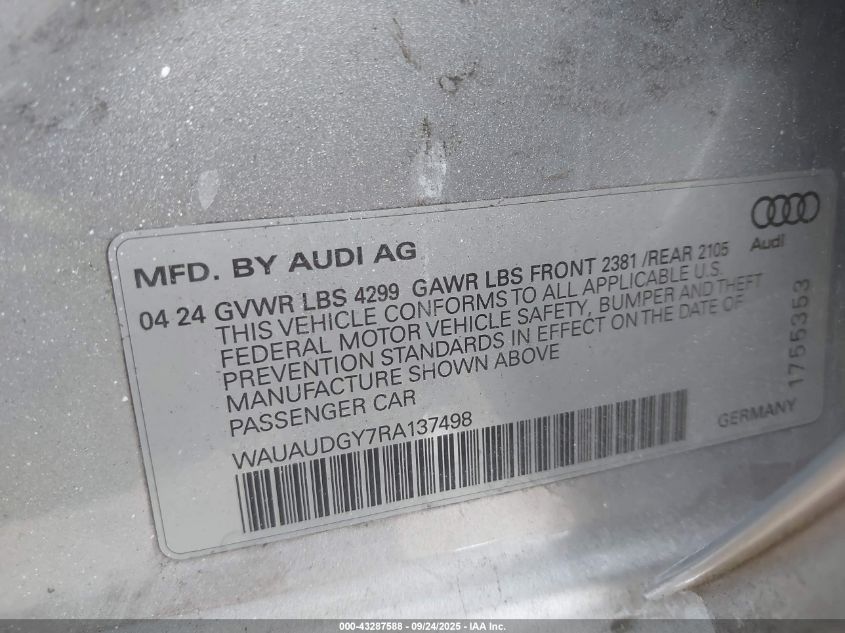 Audi
MFD. BY AUDI AG
04 24 GVWR LBS 4299 GAWR LBS FRONT 2381 /REAR 2105
THIS VEHICLE CONFORMS TO ALL APPLICABLE U.S.
FEDERAL MOTOR VEHICLE SAFETY, BUMPER AND THEFT
PREVENTION STANDARDS IN EFFECT ON THE DATE OF
MANUFACTURE SHOWN ABOVE
PASSENGER CAR
WAUAUDGY7RA137498
GERMANY
1755353
000-43287588 - 09/24/2025 - IAA Inc.